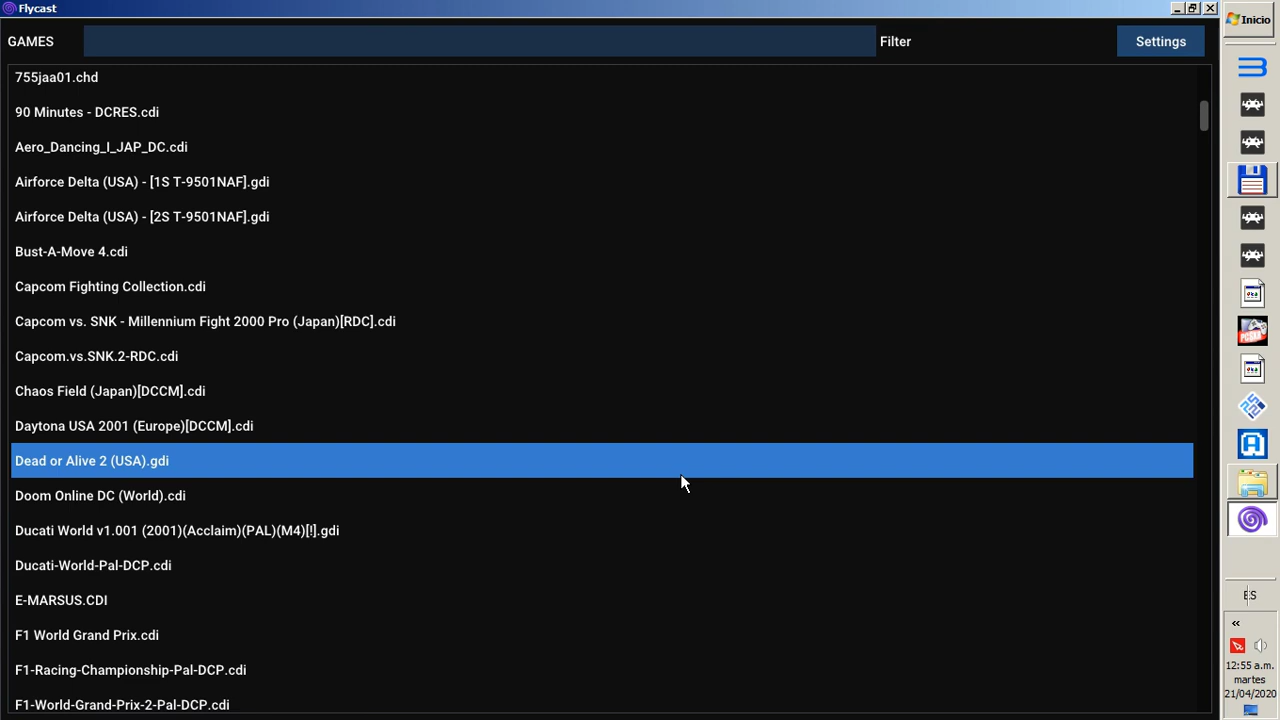 Flycast
GAMES
Filter
Settings
755jaa01.chd
90 Minutes - DCRES.cdi
Aero_Dancing_I_JAP_DC.cdi
Airforce Delta (USA) - [1S T-9501NAF].gdi
Airforce Delta (USA) - [2S T-9501NAF].gdi
Bust-A-Move 4.cdi
Capcom Fighting Collection.cdi
Capcom vs. SNK - Millennium Fight 2000 Pro (Japan)[RDC].cdi
Capcom.vs.SNK.2-RDC.cdi
Chaos Field (Japan)[DCCM].cdi
Daytona USA 2001 (Europe)[DCCM].cdi
Dead or Alive 2 (USA).gdi
Doom Online DC (World).cdi
Ducati World v1.001 (2001)(Acclaim)(PAL)(M4)[!].gdi
Ducati-World-Pal-DCP.cdi
E-MARSUS.CDI
F1 World Grand Prix.cdi
F1-Racing-Championship-Pal-DCP.cdi
F1-World-Grand-Prix-2-Pal-DCP.cdi
Inicio
ES
12:55 a.m.
martes
21/04/2020